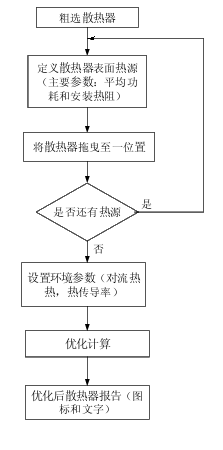 粗选散热器
定义散热器表面热源
(主要参数:平均功
耗和安装热阻)
将散热器拖曳至一位置
是否还有热源
是
否
设置环境参数(对流热
热,热传导率)
优化计算
优化后散热器报告(图
标和文字)